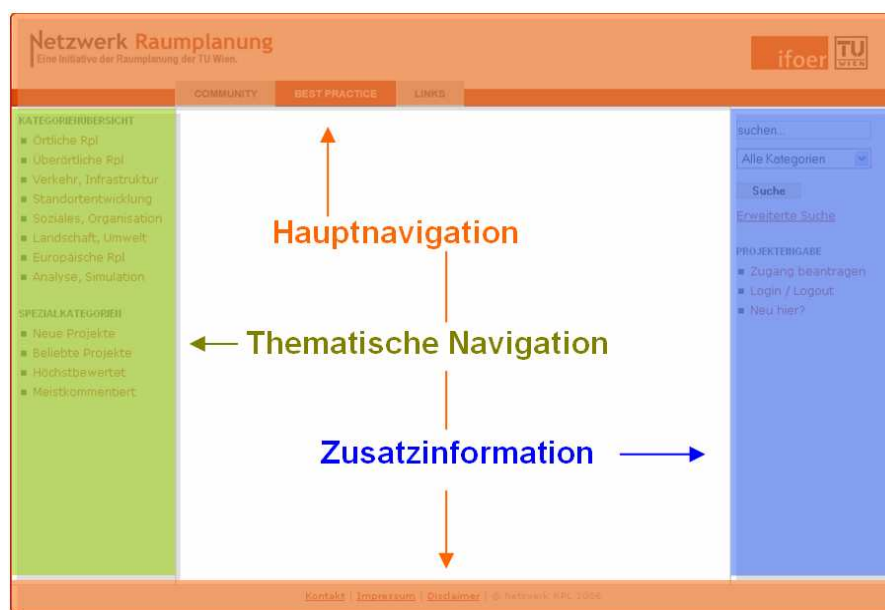 Netzwerk Raumplanung
Eine Initiative der Raumplanung der TU Wien.
ifoer
TU
WIEN
COMMUNITY
BEST PRACTICE
LINKS
KATEGORIENÜBERSICHT
Örtliche Rpl
Überörtliche Rpl
Verkehr, Infrastruktur
Standortentwicklung
Soziales, Organisation
Landschaft, Umwelt
Europäische Rpl
Analyse, Simulation
SPEZIALKATEGORIEN
Neue Projekte
Beliebte Projekte
Höchstbewertet
Meistkommentiert
Hauptnavigation
Thematische Navigation
Zusatzinformation
suchen...
Alle Kategorien
Suche
Erweiterte Suche
PROJEKTEINGABE
Zugang beantragen
Login / Logout
Neu hier?
Kontakt | Impressum | Disclaimer | @ Netzwerk RPL 2006